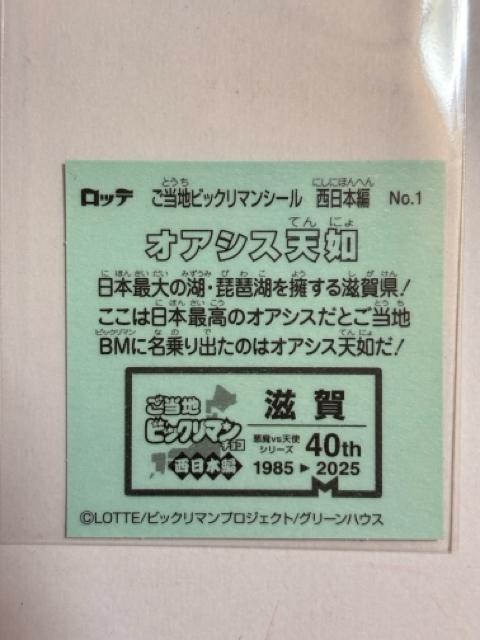 ロッテ ご当地ビックリマンシール 西日本編 No.1
オアシス天如
日本最大の湖・琵琶湖を擁する滋賀県！
ここは日本最高のオアシスだとご当地
BMに名乗り出たのはオアシス天如だ！
ご当地
ビックリマン
チョコ
西日本編
滋賀
悪魔vs天使
シリーズ
40th
1985▶2025
©LOTTE/ビックリマンプロジェクト/グリーンハウス